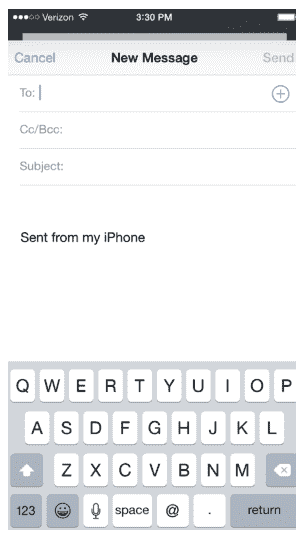 Verizon 3:30 PM
Cancel New Message Send
To:
Cc/Bcc:
Subject:
Sent from my iPhone
Q W E R T Y U I O P
A S D F G H J K L
Z X C V B N M
123 space @ . return